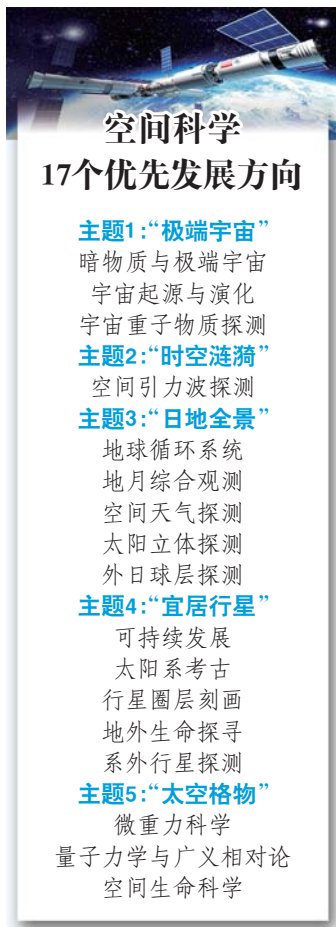 空间科学
17个优先发展方向
主题1:“极端宇宙”
暗物质与极端宇宙
宇宙起源与演化
宇宙重子物质探测
主题2:“时空涟漪”
空间引力波探测
主题3:“日地全景”
地球循环系统
地月综合观测
空间天气探测
太阳立体探测
外日球层探测
主题4:“宜居行星”
可持续发展
太阳系考古
行星圈层刻画
地外生命探寻
系外行星探测
主题5:“太空格物”
微重力科学
量子力学与广义相对论
空间生命科学